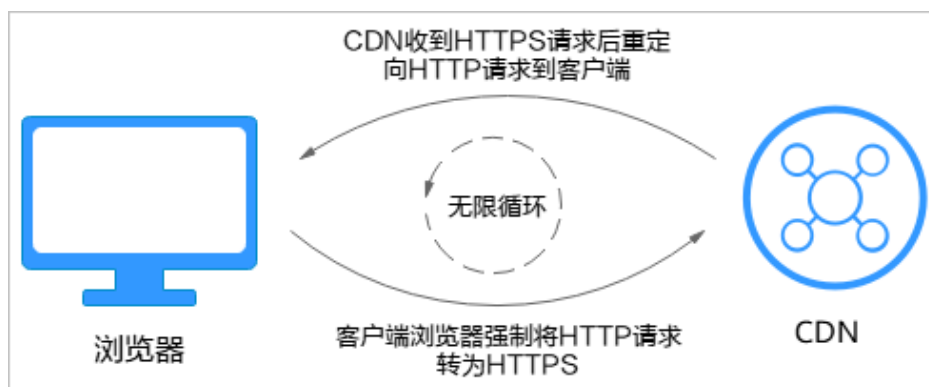 CDN收到HTTPS请求后重定
向HTTP请求到客户端
无限循环
浏览器
CDN
客户端浏览器强制将HTTP请求
转为HTTPS